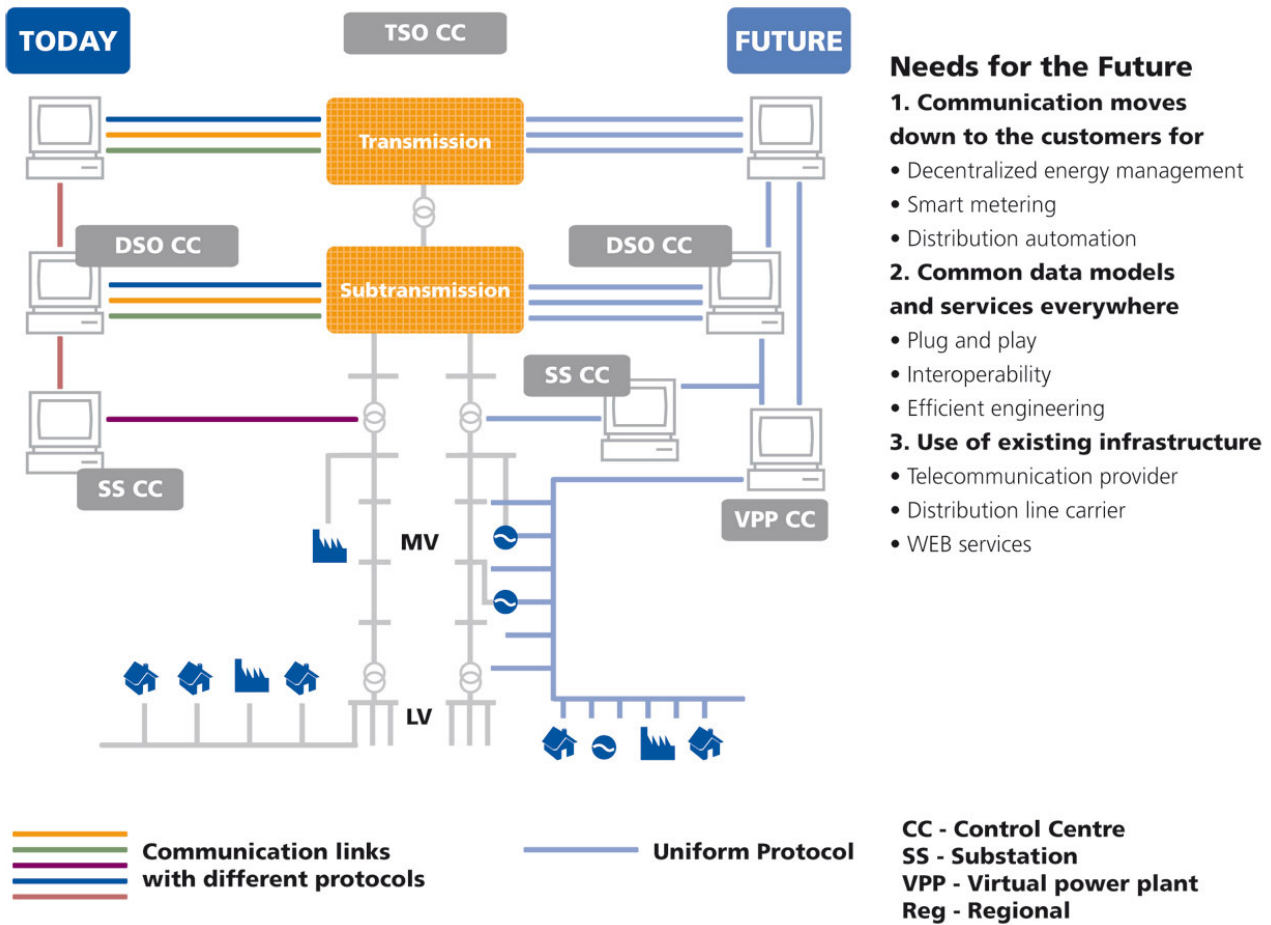 TODAY
TSO CC
FUTURE
Transmission
DSO CC
DSO CC
Subtransmission
SS CC
SS CC
VPP CC
MV
LV
Needs for the Future
1. Communication moves
down to the customers for
• Decentralized energy management
• Smart metering
• Distribution automation
2. Common data models
and services everywhere
• Plug and play
• Interoperability
• Efficient engineering
3. Use of existing infrastructure
• Telecommunication provider
• Distribution line carrier
• WEB services
Communication links
with different protocols
Uniform Protocol
CC - Control Centre
SS - Substation
VPP - Virtual power plant
Reg - Regional